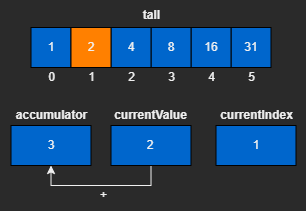 tall
1 2 4 8 16 31
0 1 2 3 4 5
accumulator currentValue currentIndex
3 2 1
+